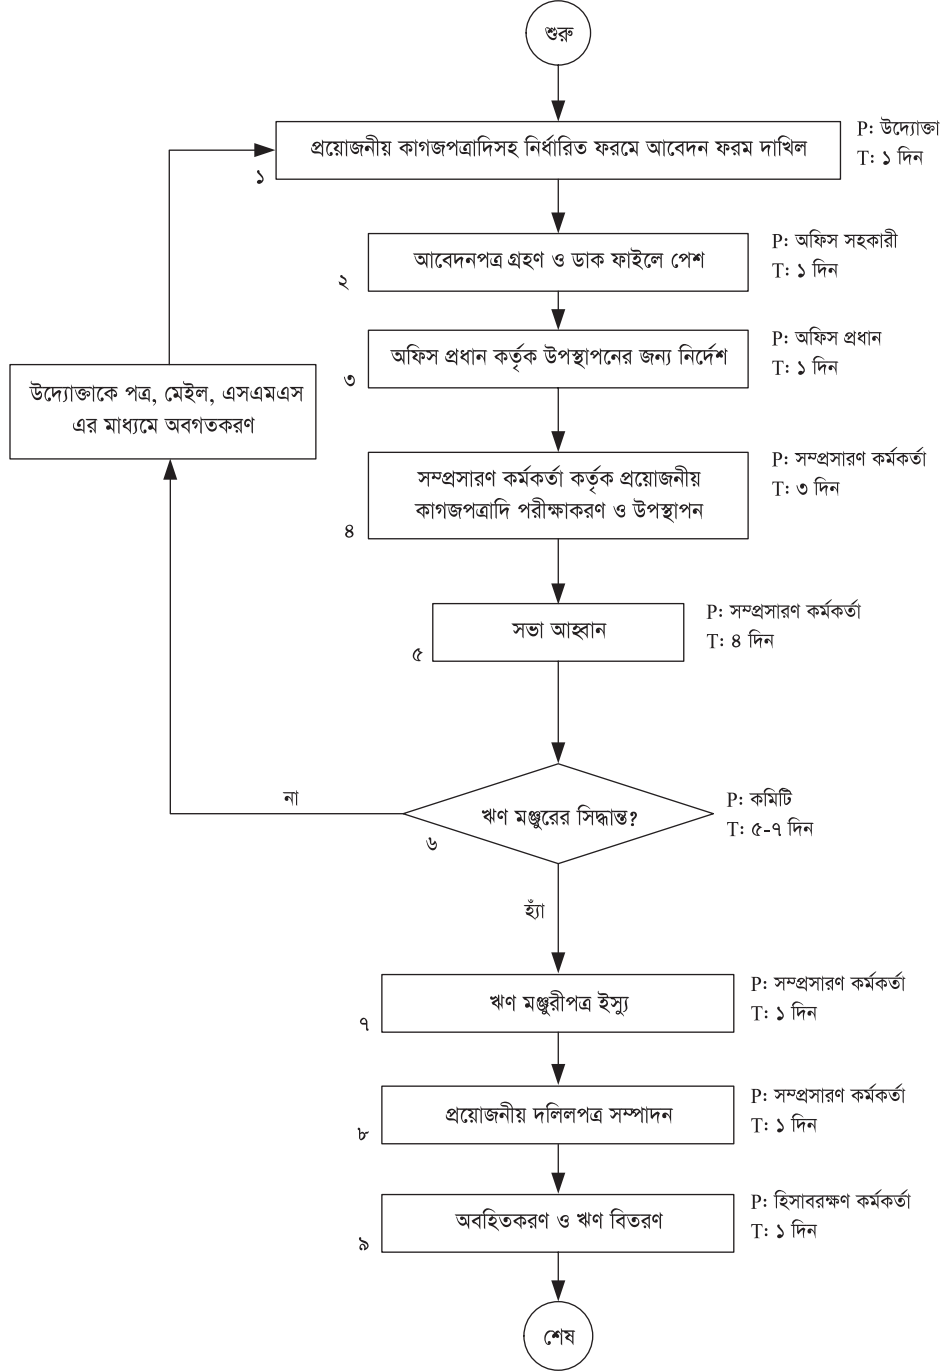 শুরু
প্রয়োজনীয় কাগজপত্রাদিসহ নির্ধারিত ফরমে আবেদন ফরম দাখিল
১
P: উদ্যোক্তা
T: ১ দিন
আবেদনপত্র গ্রহণ ও ডাক ফাইলে পেশ
২
P: অফিস সহকারী
T: ১ দিন
অফিস প্রধান কর্তৃক উপস্থাপনের জন্য নির্দেশ
৩
P: অফিস প্রধান
T: ১ দিন
উদ্যোক্তাকে পত্র, মেইল, এসএমএস
এর মাধ্যমে অবগতকরণ
সম্প্রসারণ কর্মকর্তা কর্তৃক প্রয়োজনীয়
কাগজপত্রাদি পরীক্ষাকরণ ও উপস্থাপন
৪
P: সম্প্রসারণ কর্মকর্তা
T: ৩ দিন
সভা আহ্বান
৫
P: সম্প্রসারণ কর্মকর্তা
T: ৪ দিন
না
ঋণ মঞ্জুরের সিদ্ধান্ত?
৬
P: কমিটি
T: ৫-৭ দিন
হ্যাঁ
ঋণ মঞ্জুরীপত্র ইস্যু
৭
P: সম্প্রসারণ কর্মকর্তা
T: ১ দিন
প্রয়োজনীয় দলিলপত্র সম্পাদন
৮
P: সম্প্রসারণ কর্মকর্তা
T: ১ দিন
অবহিতকরণ ও ঋণ বিতরণ
৯
P: হিসাবরক্ষণ কর্মকর্তা
T: ১ দিন
শেষ